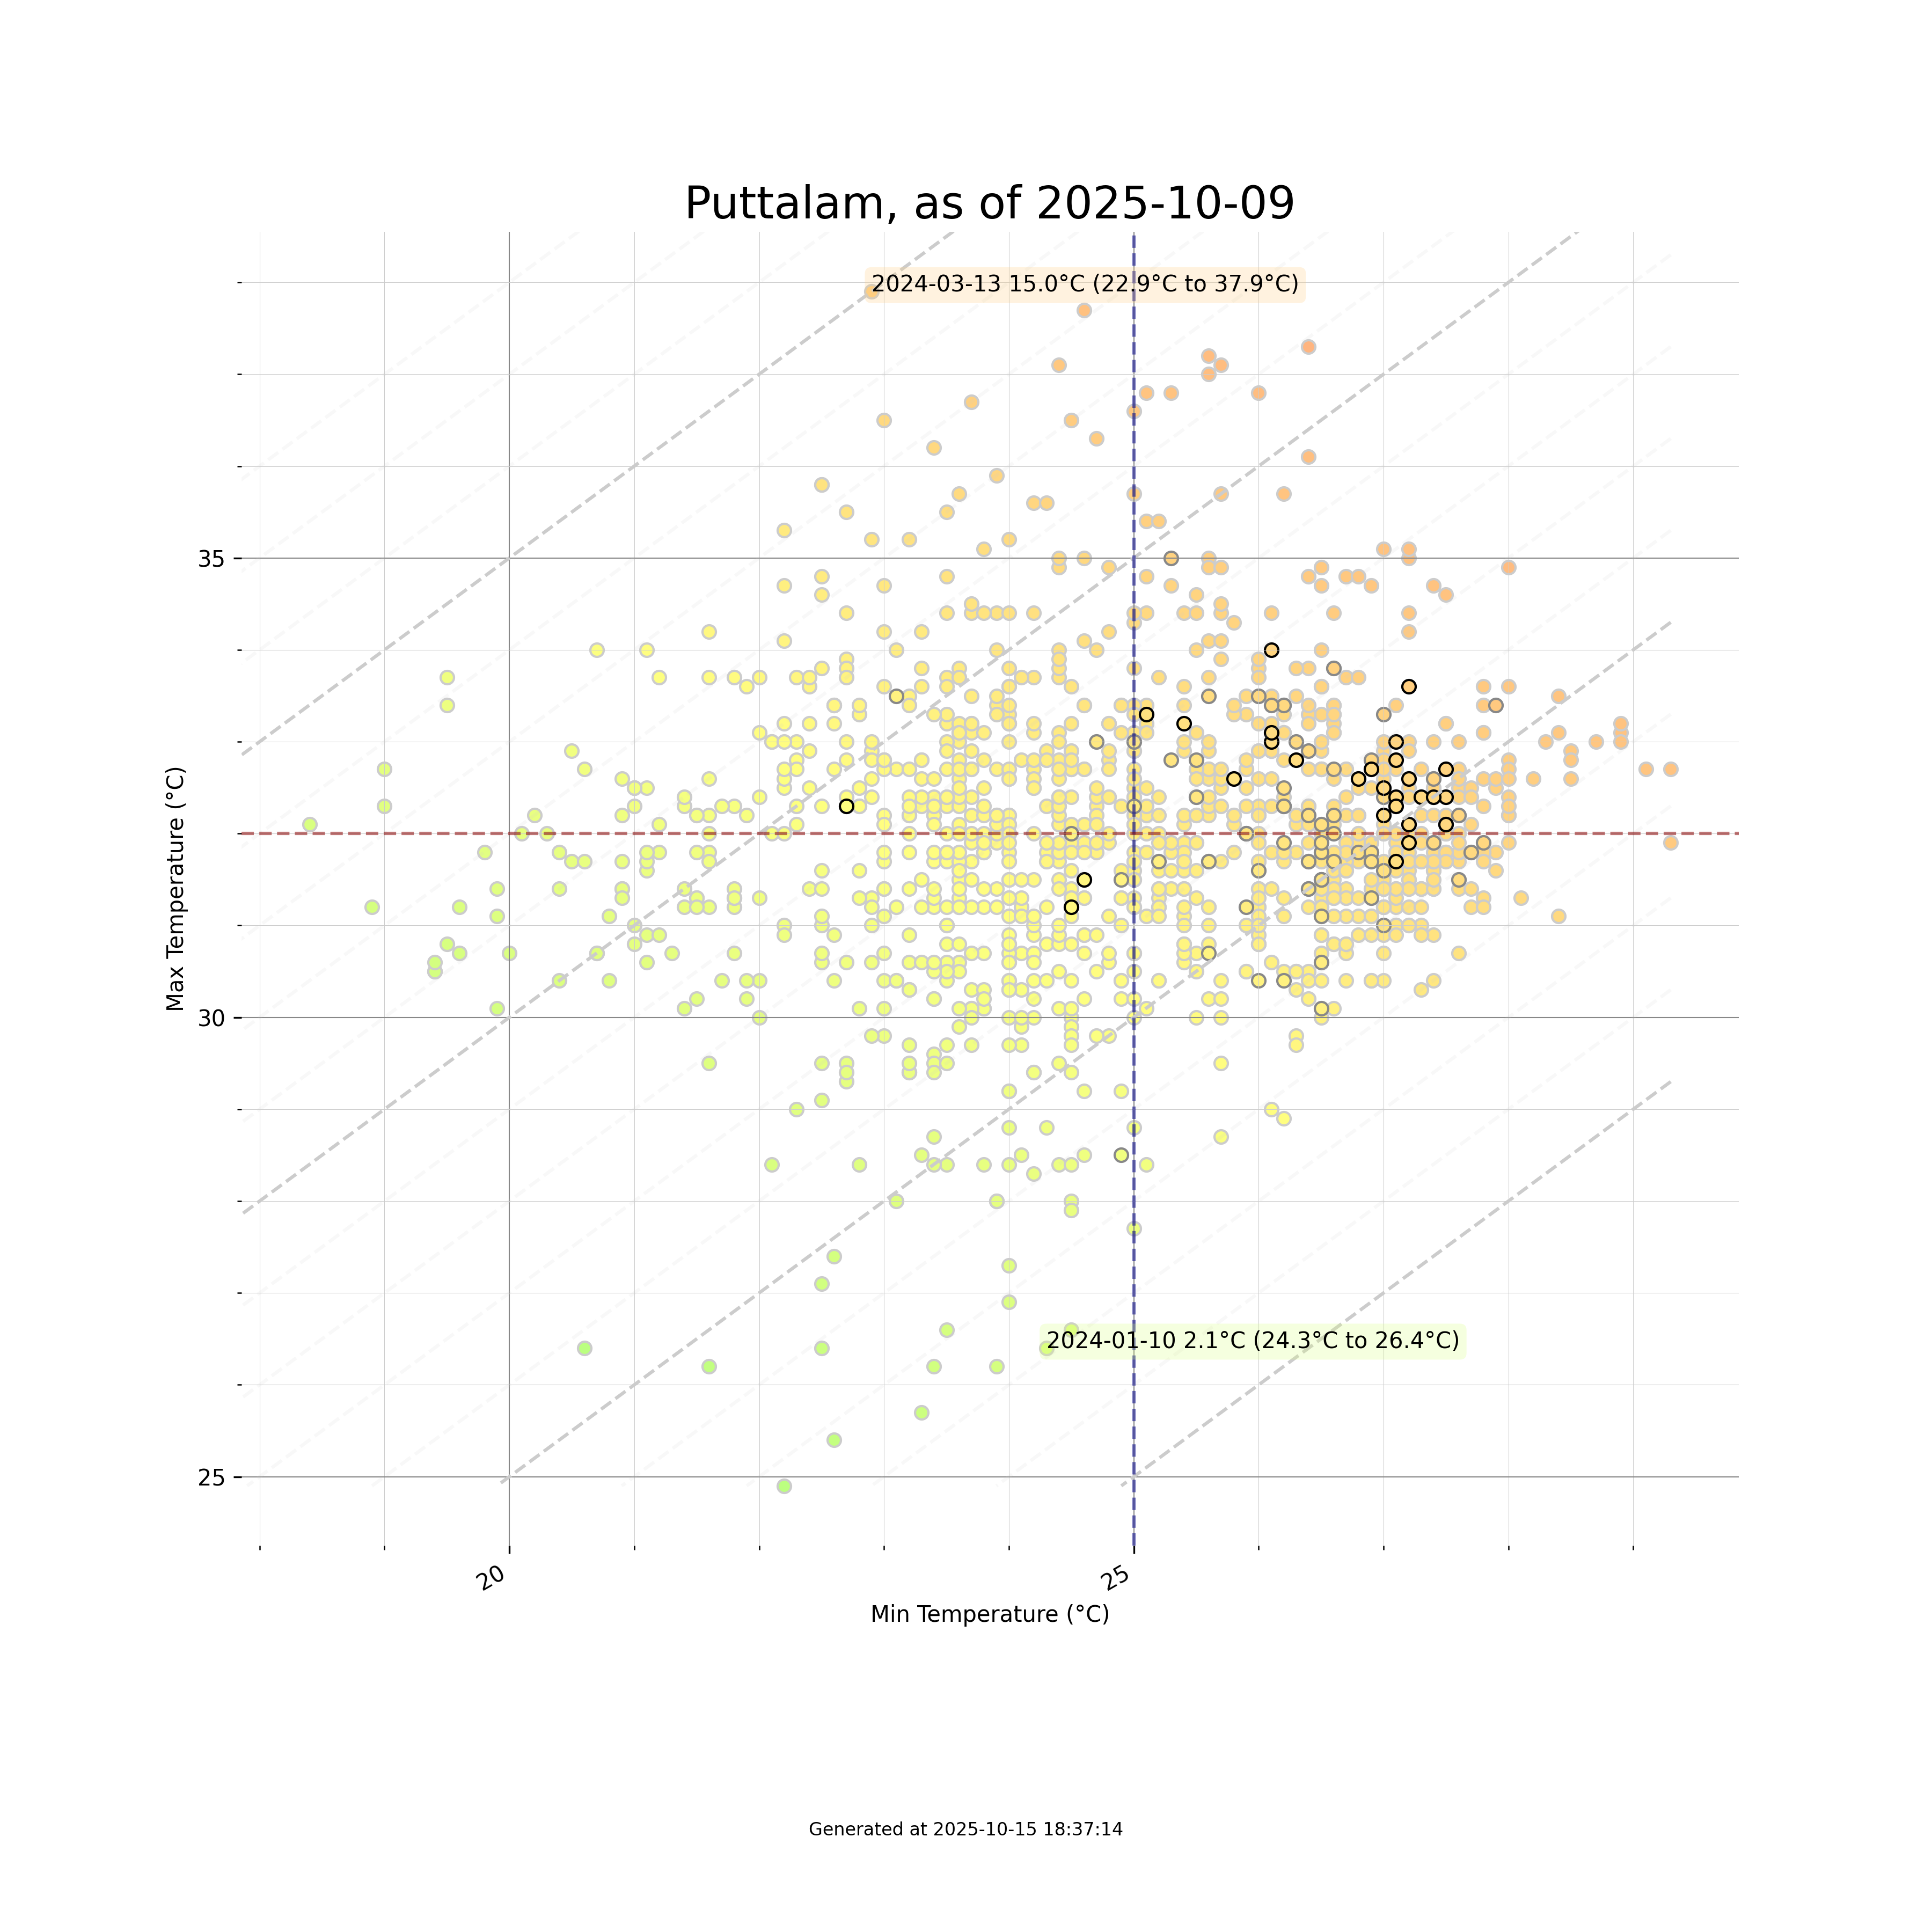 Puttalam, as of 2025-10-09
2024-03-13 15.0°C (22.9°C to 37.9°C)
35
Max Temperature (°C)
30
2024-01-10 2.1°C (24.3°C to 26.4°C)
25
20
25
Min Temperature (°C)
Generated at 2025-10-15 18:37:14